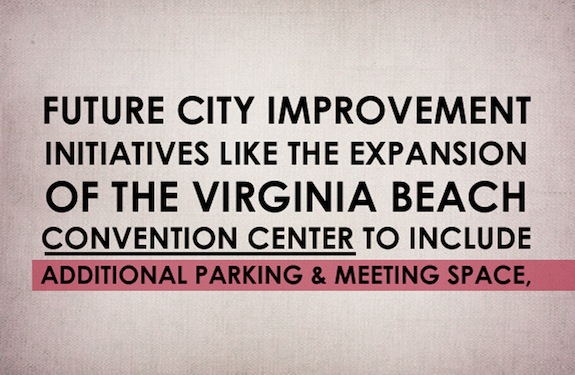 FUTURE CITY IMPROVEMENT
INITIATIVES LIKE THE EXPANSION
OF THE VIRGINIA BEACH
CONVENTION CENTER TO INCLUDE
ADDITIONAL PARKING & MEETING SPACE,